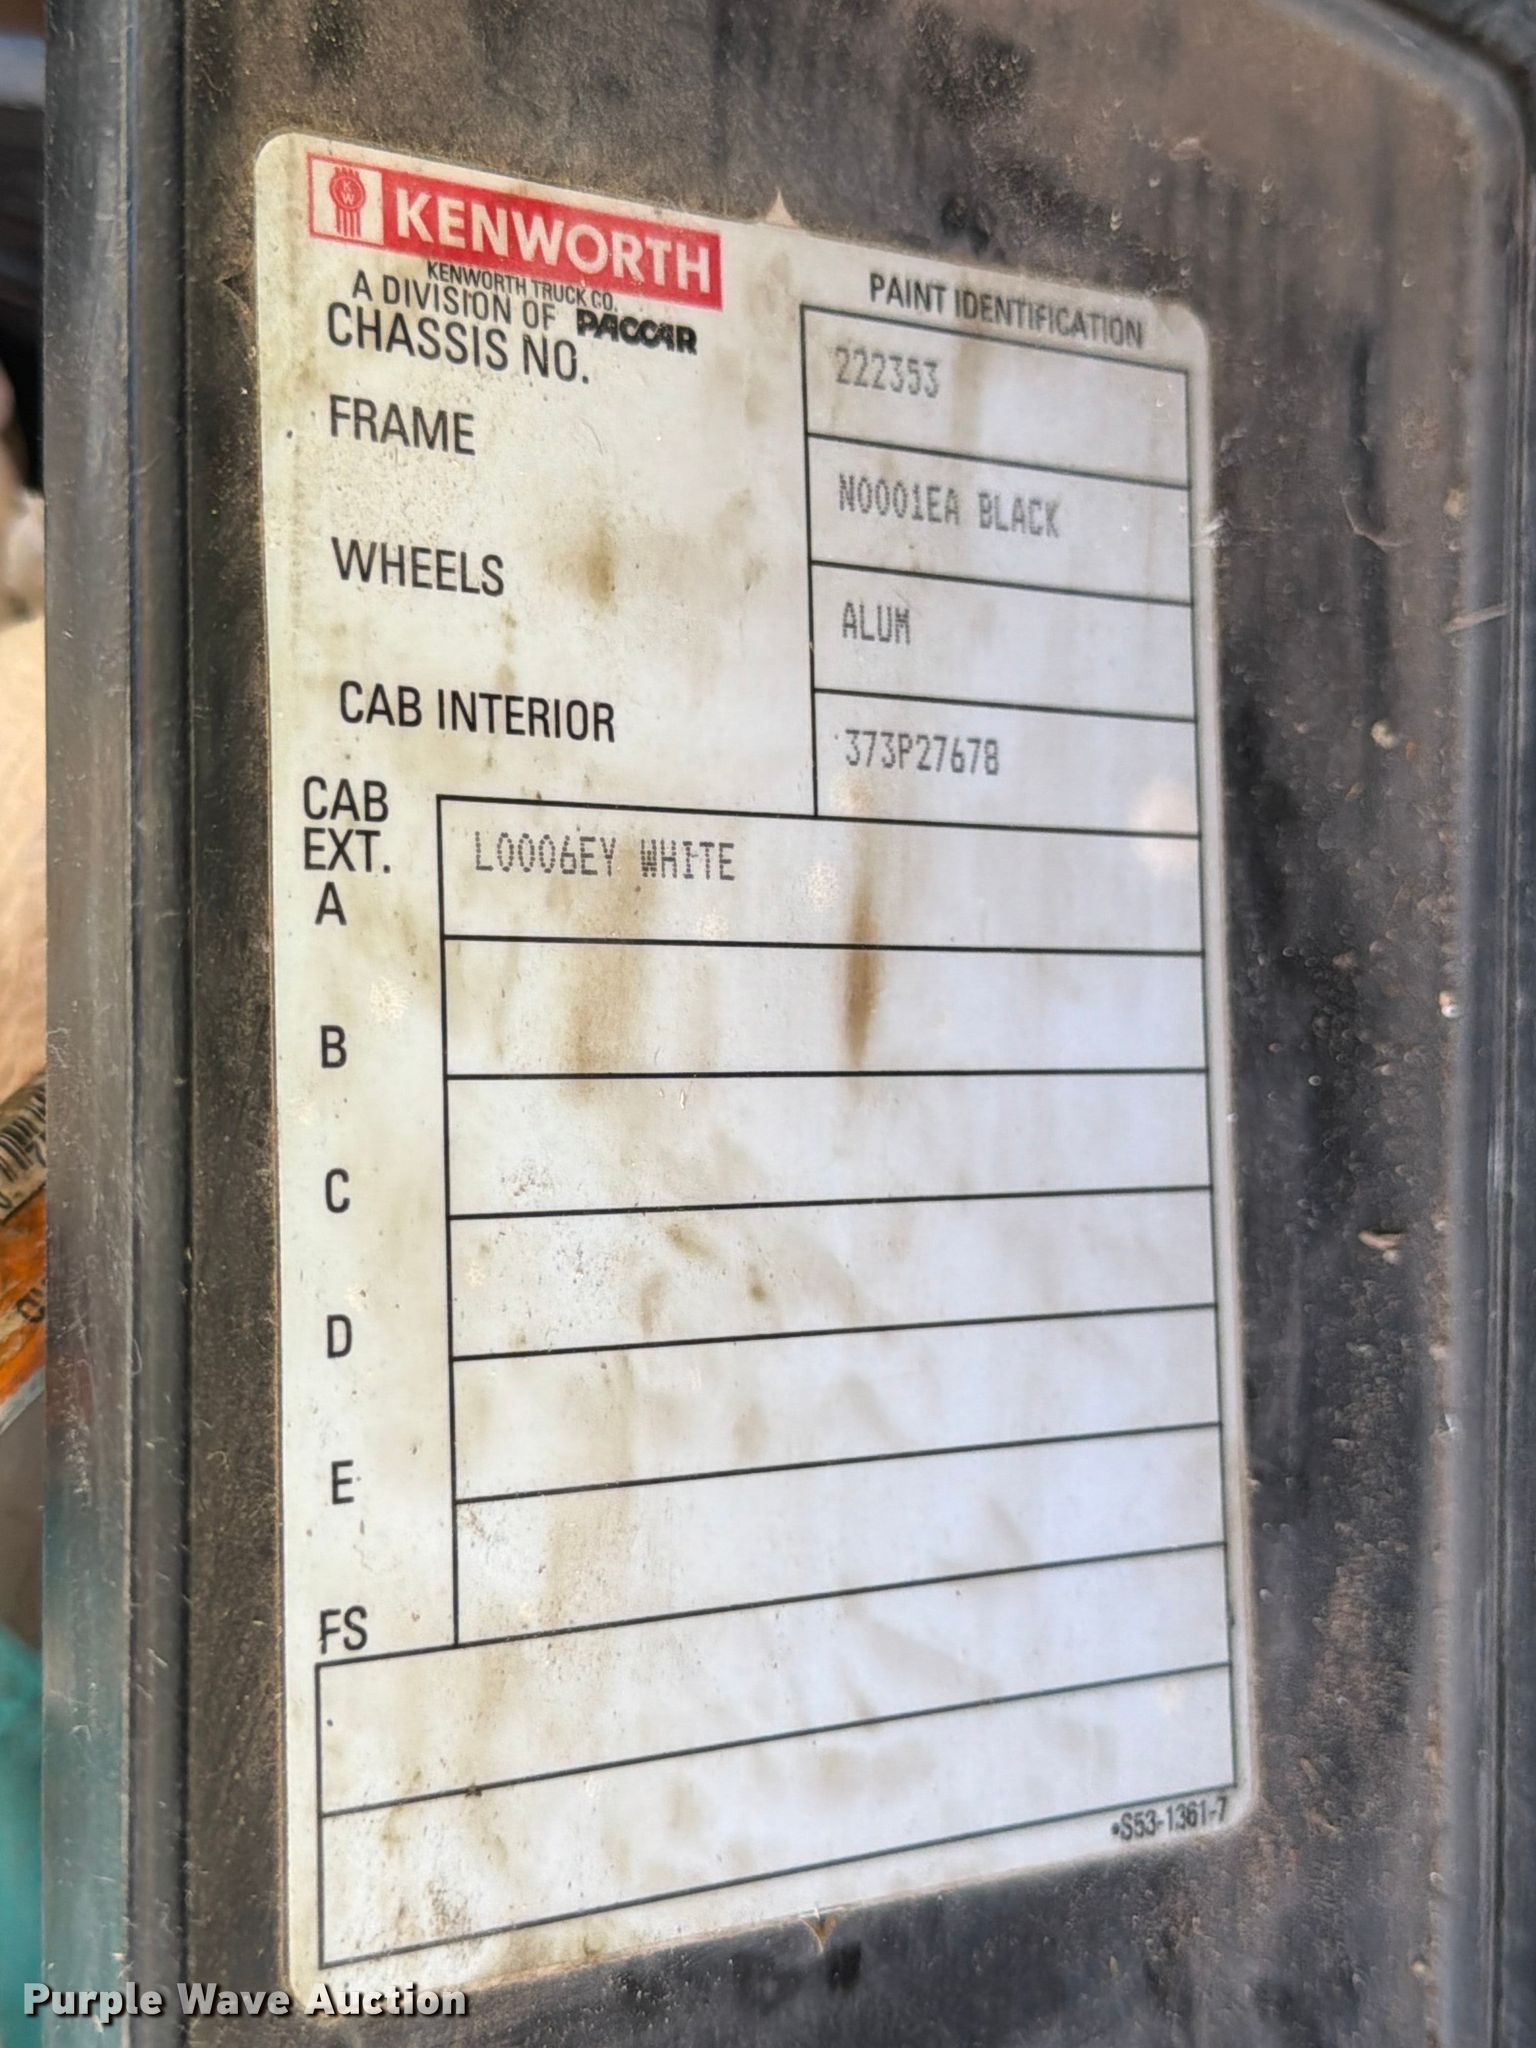 KENWORTH
KENWORTH TRUCK CO.
A DIVISION OF PACCAR
PAINT IDENTIFICATION
CHASSIS NO. 222353
FRAME N0001EA BLACK
WHEELS ALUM
CAB INTERIOR 373P27678
CAB
EXT.
A L0006EY WHITE
B
C
D
E
FS
•S53-1361-7
Purple Wave Auction